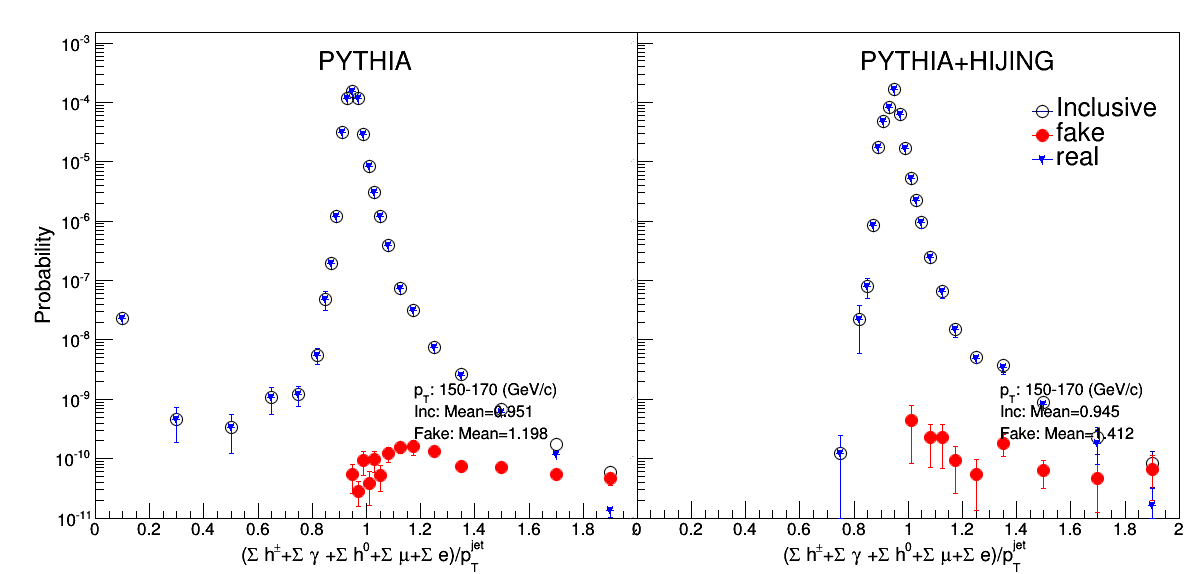 PYTHIA
PYTHIA+HIJING
Inclusive
fake
real
Probability
10^-3
10^-4
10^-5
10^-6
10^-7
10^-8
10^-9
10^-10
10^-11
p_T: 150-170 (GeV/c)
Inc: Mean=0.951
Fake: Mean=1.198
p_T: 150-170 (GeV/c)
Inc: Mean=0.945
Fake: Mean=1.412
0 0.2 0.4 0.6 0.8 1 1.2 1.4 1.6 1.8
0 0.2 0.4 0.6 0.8 1 1.2 1.4 1.6 1.8 2
(Σ h^±+Σ γ +Σ h^0+Σ μ+Σ e)/p_T^jet
(Σ h^±+Σ γ +Σ h^0+Σ μ+Σ e)/p_T^jet